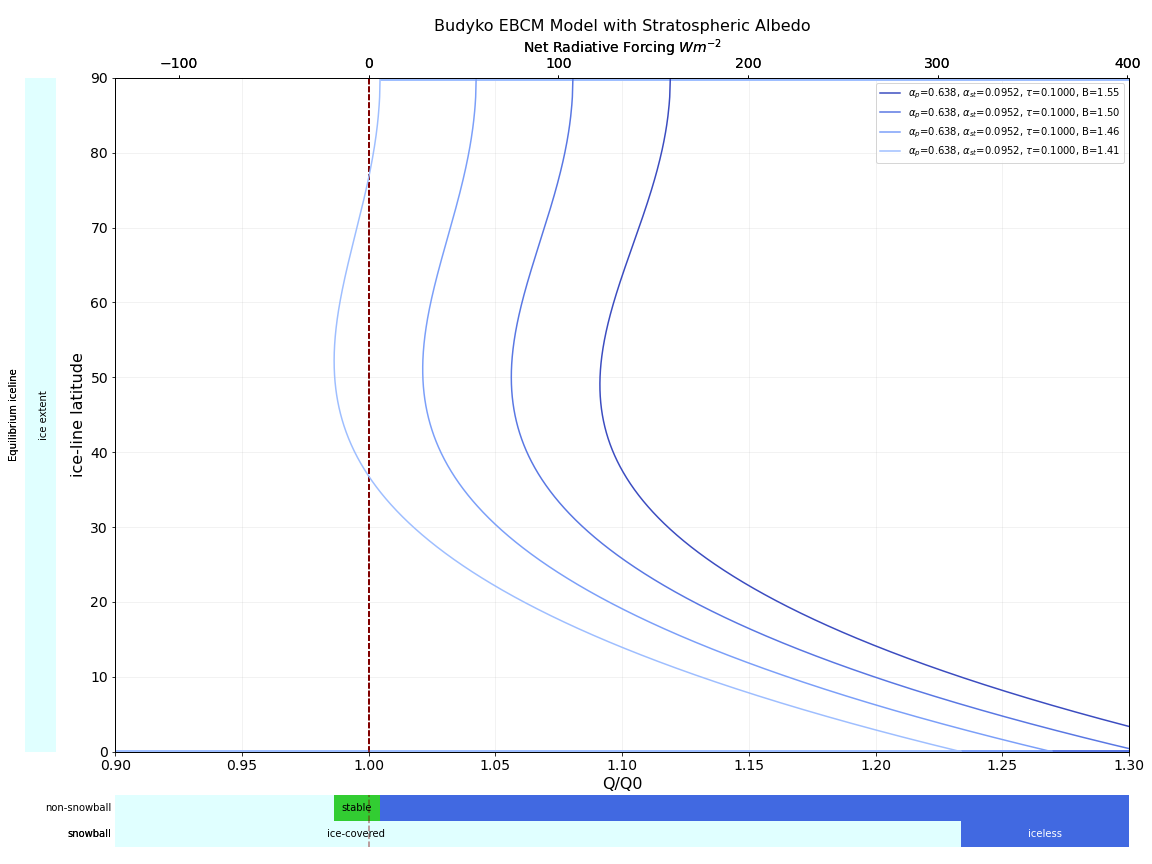 Budyko EBCM Model with Stratospheric Albedo
Net Radiative Forcing Wm⁻²
−100 0 100 200 300 400
αp=0.638, αst=0.0952, τ=0.1000, B=1.55
αp=0.638, αst=0.0952, τ=0.1000, B=1.50
αp=0.638, αst=0.0952, τ=0.1000, B=1.46
αp=0.638, αst=0.0952, τ=0.1000, B=1.41
90
80
70
60
50
40
30
20
10
0
Equilibrium iceline
ice extent
ice-line latitude
0.90 0.95 1.00 1.05 1.10 1.15 1.20 1.25 1.30
Q/Q0
non-snowball stable
snowball ice-covered iceless